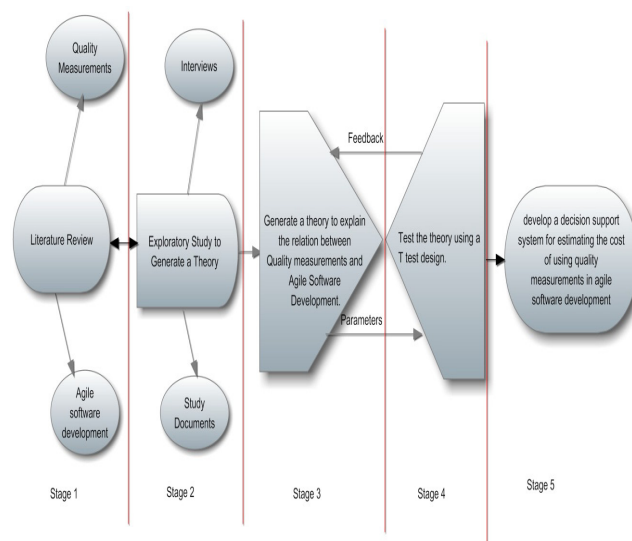 Quality
Measurements
Literature Review
Agile
software
development
Stage 1
Interviews
Exploratory Study to
Generate a Theory
Study
Documents
Stage 2
Generate a theory to explain
the relation between
Quality measurements and
Agile Software
Development.
Stage 3
Feedback
Parameters
Test the theory using a
T test design.
Stage 4
develop a decision support
system for estimating the cost
of using quality
measurements in agile
software development
Stage 5